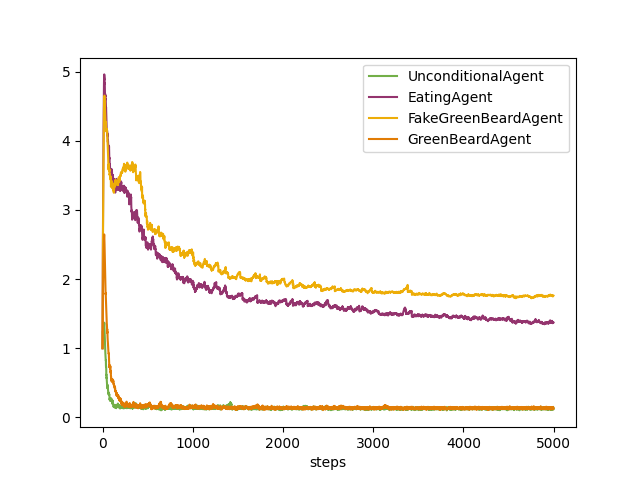 UnconditionalAgent
EatingAgent
FakeGreenBeardAgent
GreenBeardAgent
5
4
3
2
1
0
0 1000 2000 3000 4000 5000
steps